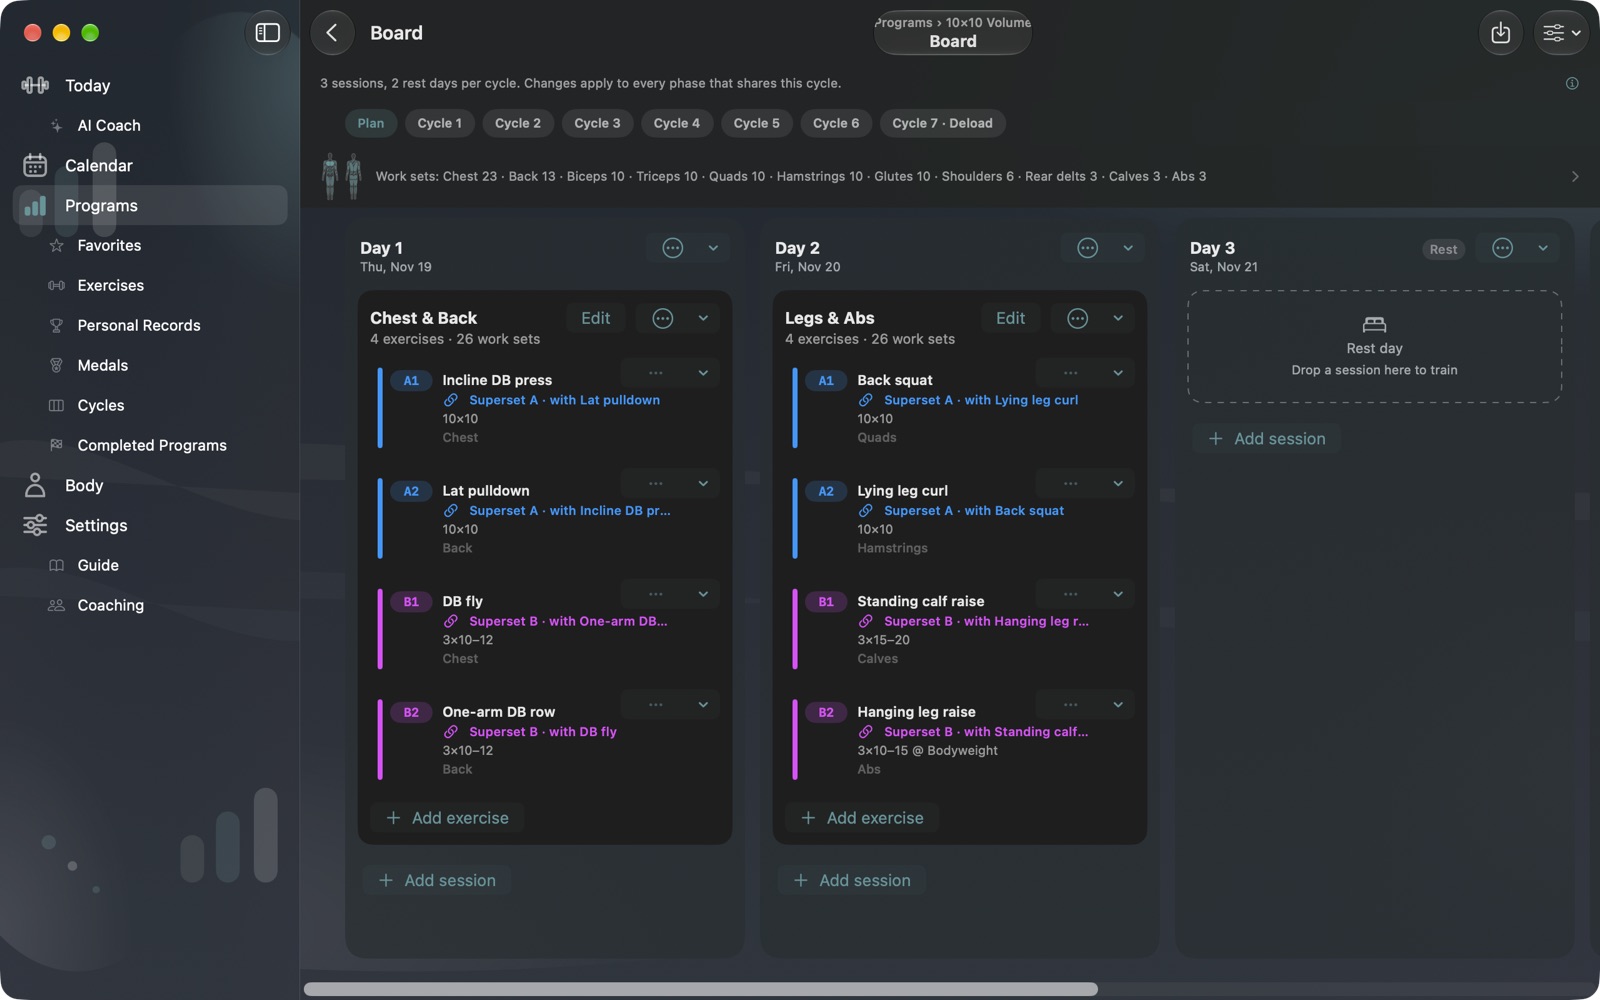 Today
AI Coach
Calendar
Programs
Favorites
Exercises
Personal Records
Medals
Cycles
Completed Programs
Body
Settings
Guide
Coaching
Board
Programs › 10×10 Volume
Board
3 sessions, 2 rest days per cycle. Changes apply to every phase that shares this cycle.
Plan
Cycle 1
Cycle 2
Cycle 3
Cycle 4
Cycle 5
Cycle 6
Cycle 7 · Deload
Work sets: Chest 23 · Back 13 · Biceps 10 · Triceps 10 · Quads 10 · Hamstrings 10 · Glutes 10 · Shoulders 6 · Rear delts 3 · Calves 3 · Abs 3
Day 1
Thu, Nov 19
Chest & Back
Edit
4 exercises · 26 work sets
A1
Incline DB press
Superset A · with Lat pulldown
10×10
Chest
A2
Lat pulldown
Superset A · with Incline DB pr…
10×10
Back
B1
DB fly
Superset B · with One-arm DB…
3×10–12
Chest
B2
One-arm DB row
Superset B · with DB fly
3×10–12
Back
Add exercise
Add session
Day 2
Fri, Nov 20
Legs & Abs
Edit
4 exercises · 26 work sets
A1
Back squat
Superset A · with Lying leg curl
10×10
Quads
A2
Lying leg curl
Superset A · with Back squat
10×10
Hamstrings
B1
Standing calf raise
Superset B · with Hanging leg r…
3×15–20
Calves
B2
Hanging leg raise
Superset B · with Standing calf…
3×10–15 @ Bodyweight
Abs
Add exercise
Add session
Day 3
Rest
Sat, Nov 21
Rest day
Drop a session here to train
Add session